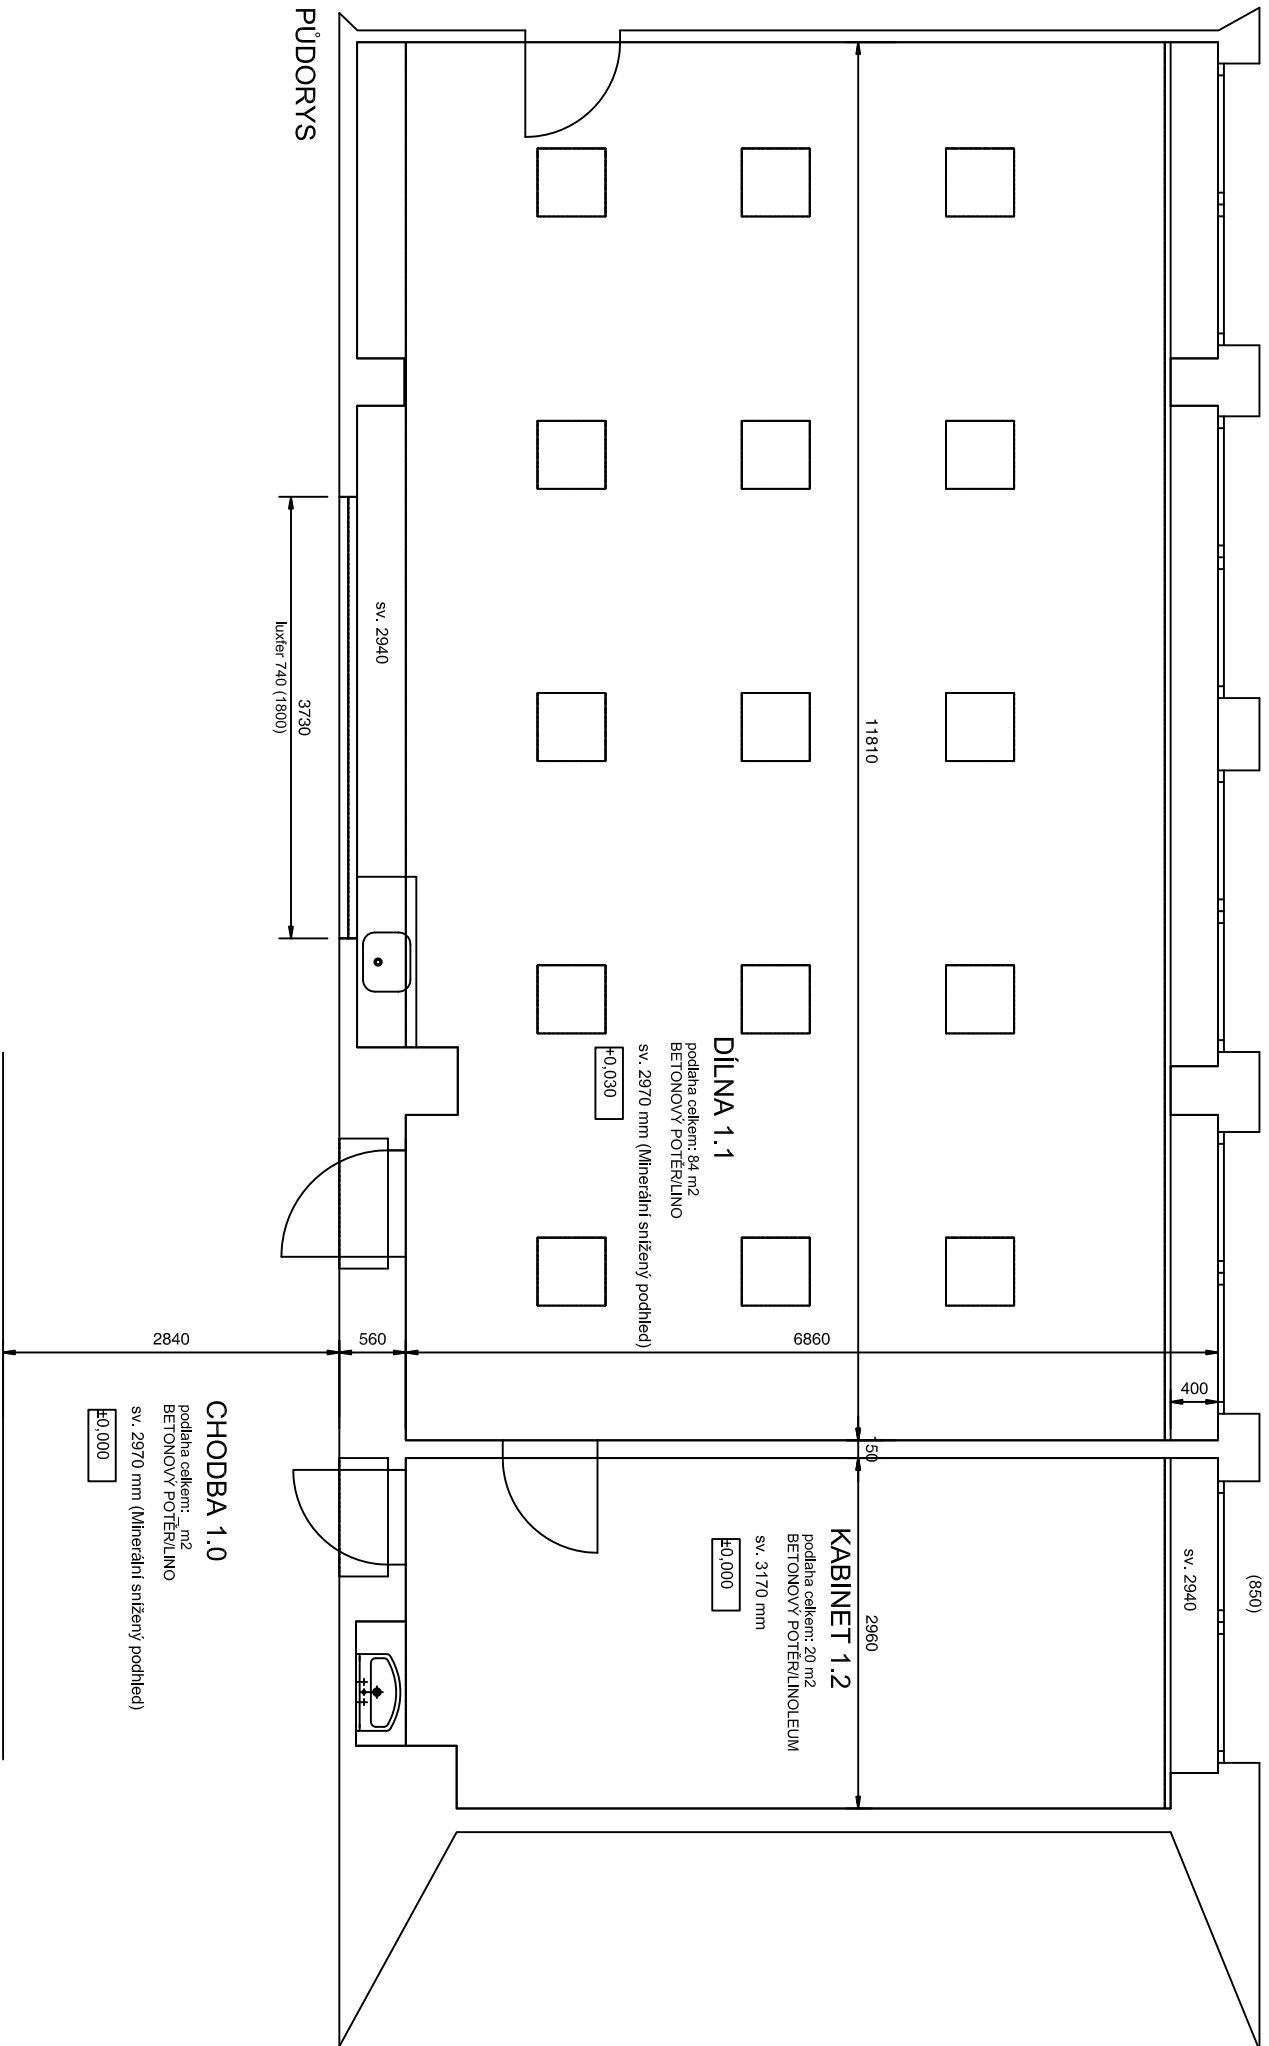 PŮDORYS
(850)
sv. 2940
400
11810
150
2960
6860
DÍLNA 1.1
podlaha celkem: 84 m2
BETONOVÝ POTĚR/LINO
sv. 2970 mm (Minerální snížený podhled)
+0,030
KABINET 1.2
podlaha celkem: 20 m2
BETONOVÝ POTĚR/LINOLEUM
sv. 3170 mm
±0,000
sv. 2940
3730
luxfer 740 (1800)
560
2840
CHODBA 1.0
podlaha celkem: _ m2
BETONOVÝ POTĚR/LINO
sv. 2970 mm (Minerální snížený podhled)
±0,000